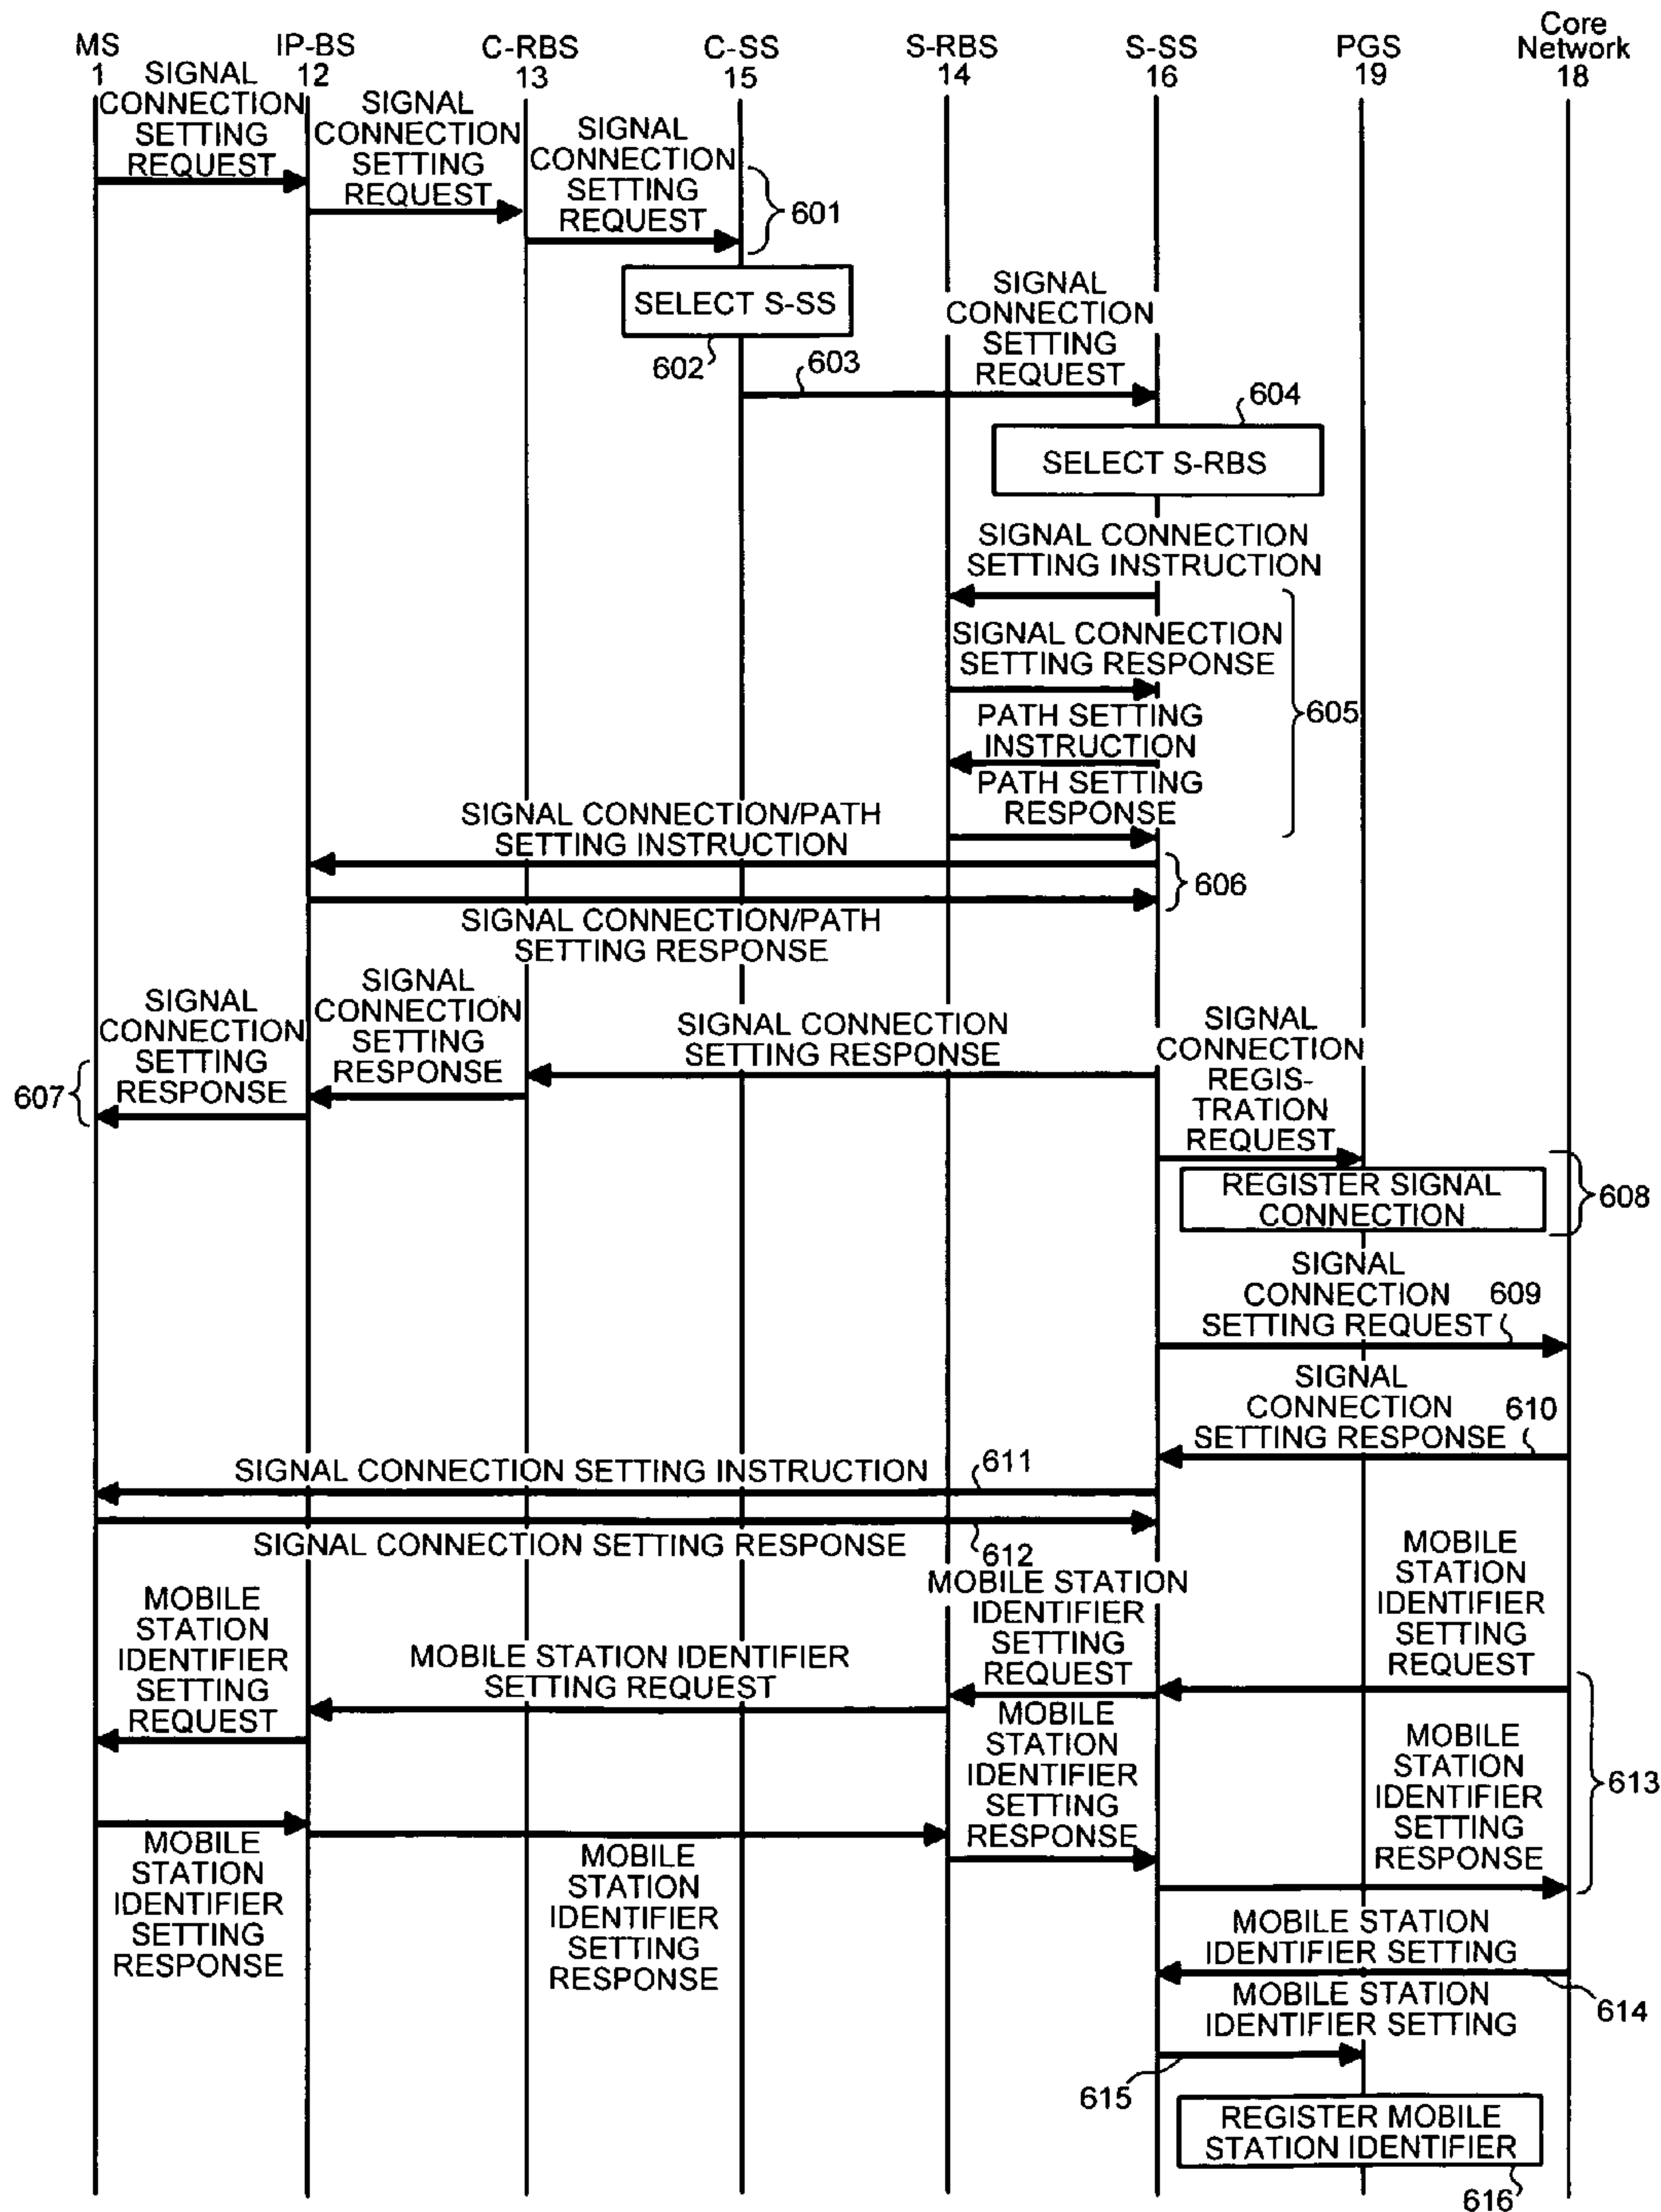 MS
1
IP-BS
12
C-RBS
13
C-SS
15
S-RBS
14
S-SS
16
PGS
19
Core
Network
18
SIGNAL
CONNECTION
SETTING
REQUEST
SIGNAL
CONNECTION
SETTING
REQUEST
SIGNAL
CONNECTION
SETTING
REQUEST
601
SELECT S-SS
602
603
SIGNAL
CONNECTION
SETTING
REQUEST
604
SELECT S-RBS
SIGNAL CONNECTION
SETTING INSTRUCTION
SIGNAL CONNECTION
SETTING RESPONSE
PATH SETTING
INSTRUCTION
PATH SETTING
RESPONSE
605
SIGNAL CONNECTION/PATH
SETTING INSTRUCTION
606
SIGNAL CONNECTION/PATH
SETTING RESPONSE
SIGNAL
CONNECTION
SETTING
RESPONSE
SIGNAL
CONNECTION
SETTING
RESPONSE
SIGNAL CONNECTION
SETTING RESPONSE
607
SIGNAL
CONNECTION
REGIS-
TRATION
REQUEST
REGISTER SIGNAL
CONNECTION
608
SIGNAL
CONNECTION
SETTING REQUEST
609
SIGNAL
CONNECTION
SETTING RESPONSE
610
SIGNAL CONNECTION SETTING INSTRUCTION
611
SIGNAL CONNECTION SETTING RESPONSE
612
MOBILE
STATION
IDENTIFIER
SETTING
REQUEST
MOBILE STATION
IDENTIFIER
SETTING
REQUEST
MOBILE STATION IDENTIFIER
SETTING REQUEST
MOBILE
STATION
IDENTIFIER
SETTING
REQUEST
MOBILE
STATION
IDENTIFIER
SETTING
RESPONSE
MOBILE
STATION
IDENTIFIER
SETTING
RESPONSE
MOBILE
STATION
IDENTIFIER
SETTING
RESPONSE
MOBILE
STATION
IDENTIFIER
SETTING
RESPONSE
613
MOBILE STATION
IDENTIFIER SETTING
614
MOBILE STATION
IDENTIFIER SETTING
615
REGISTER MOBILE
STATION IDENTIFIER
616